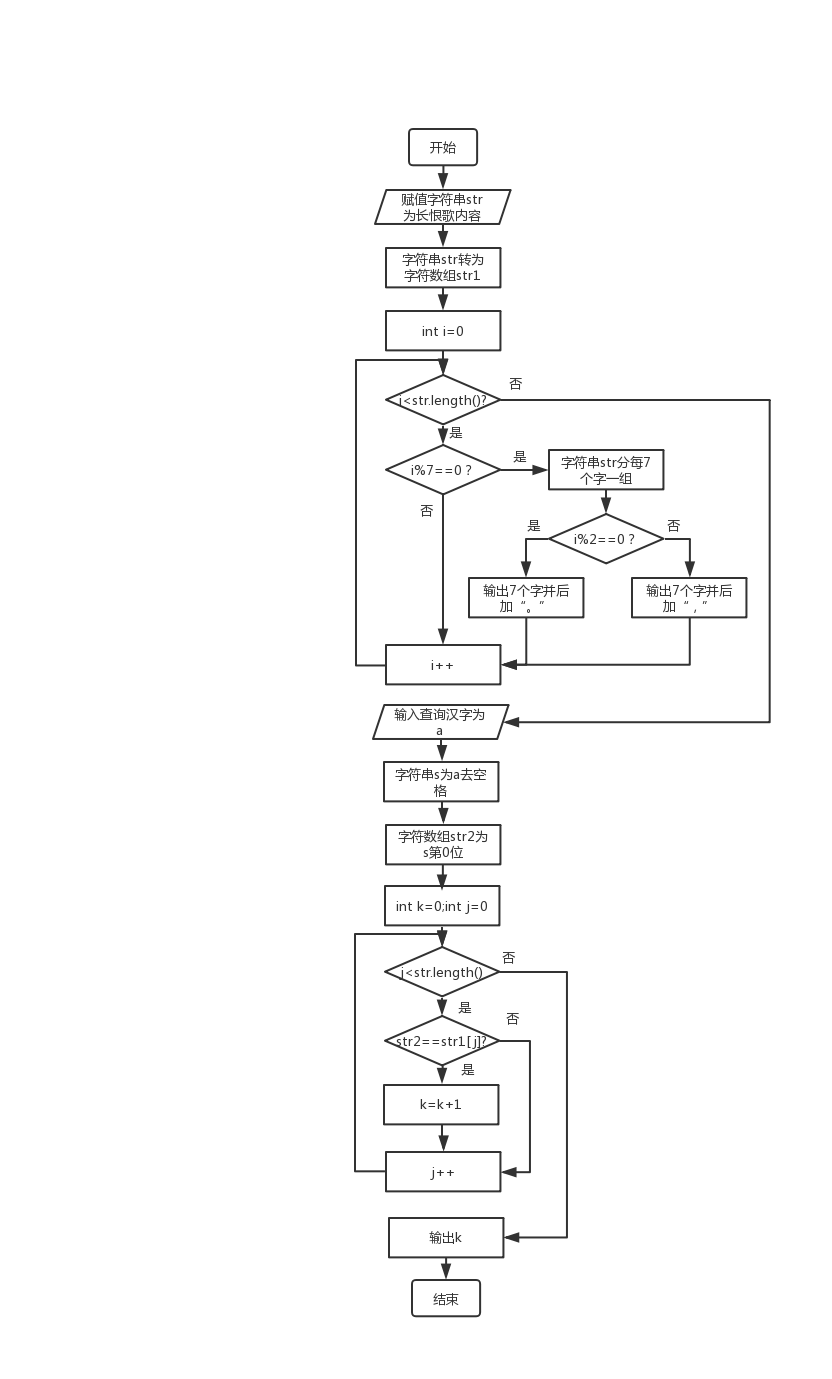 开始
赋值字符串str
为长恨歌内容
字符串str转为
字符数组str1
int i=0
i<str.length()?
否
是
i%7==0 ?
是
字符串str分每7
个字一组
否
是
i%2==0 ?
否
输出7个字并后
加“。”
输出7个字并后
加“，”
i++
输入查询汉字为
a
字符串s为a去空
格
字符数组str2为
s第0位
int k=0;int j=0
j<str.length()
否
是
str2==str1[j]?
否
是
k=k+1
j++
输出k
结束